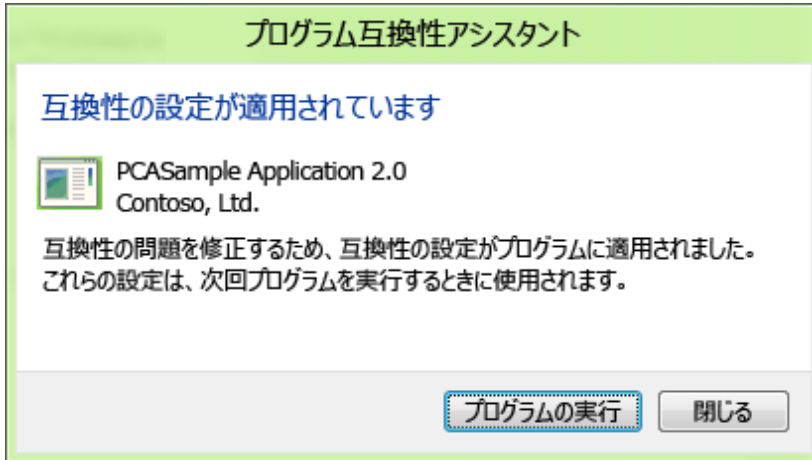 プログラム互換性アシスタント
互換性の設定が適用されています
PCASample Application 2.0
Contoso, Ltd.
互換性の問題を修正するため、互換性の設定がプログラムに適用されました。
これらの設定は、次回プログラムを実行するときに使用されます。
プログラムの実行
閉じる